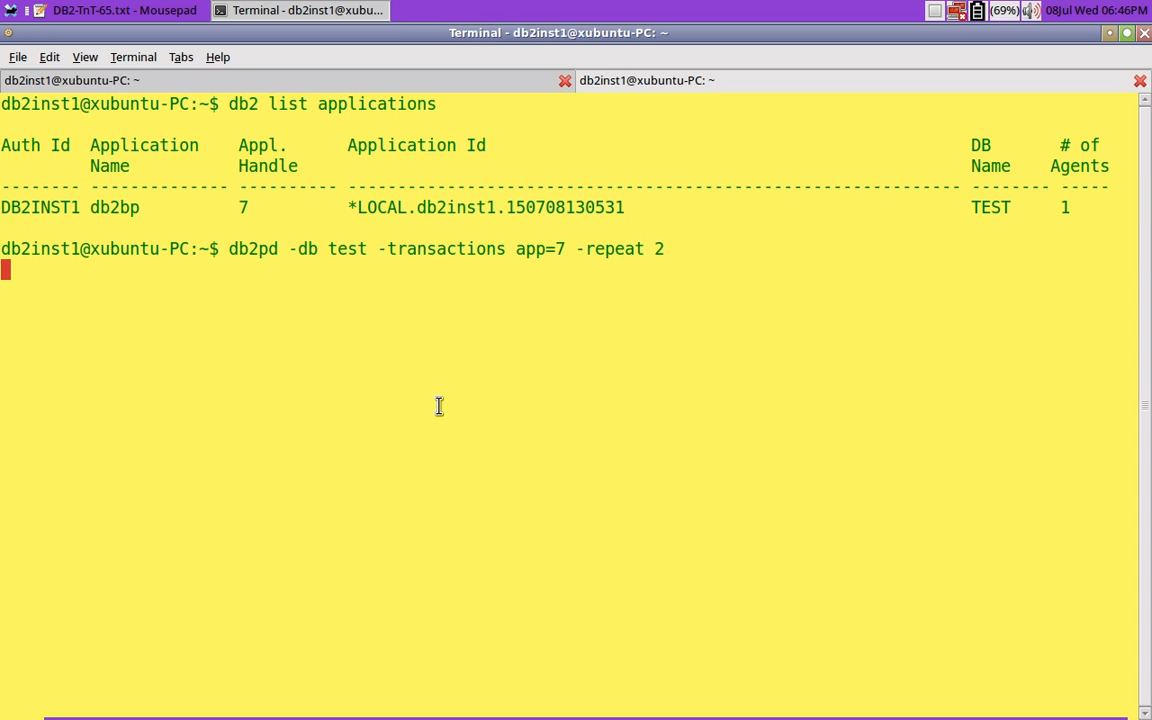 DB2-TnT-65.txt - Mousepad Terminal - db2inst1@xubu... (69%) 08Jul Wed 06:46PM
Terminal - db2inst1@xubuntu-PC: ~
File Edit View Terminal Tabs Help
db2inst1@xubuntu-PC: ~ db2inst1@xubuntu-PC: ~
db2inst1@xubuntu-PC:~$ db2 list applications
Auth Id  Application    Appl.      Application Id                                                 DB       # of
         Name           Handle                                                                    Name    Agents
-------- -------------- ---------- -------------------------------------------------------------- -------- -----
DB2INST1 db2bp          7          *LOCAL.db2inst1.150708130531                                   TEST     1
db2inst1@xubuntu-PC:~$ db2pd -db test -transactions app=7 -repeat 2